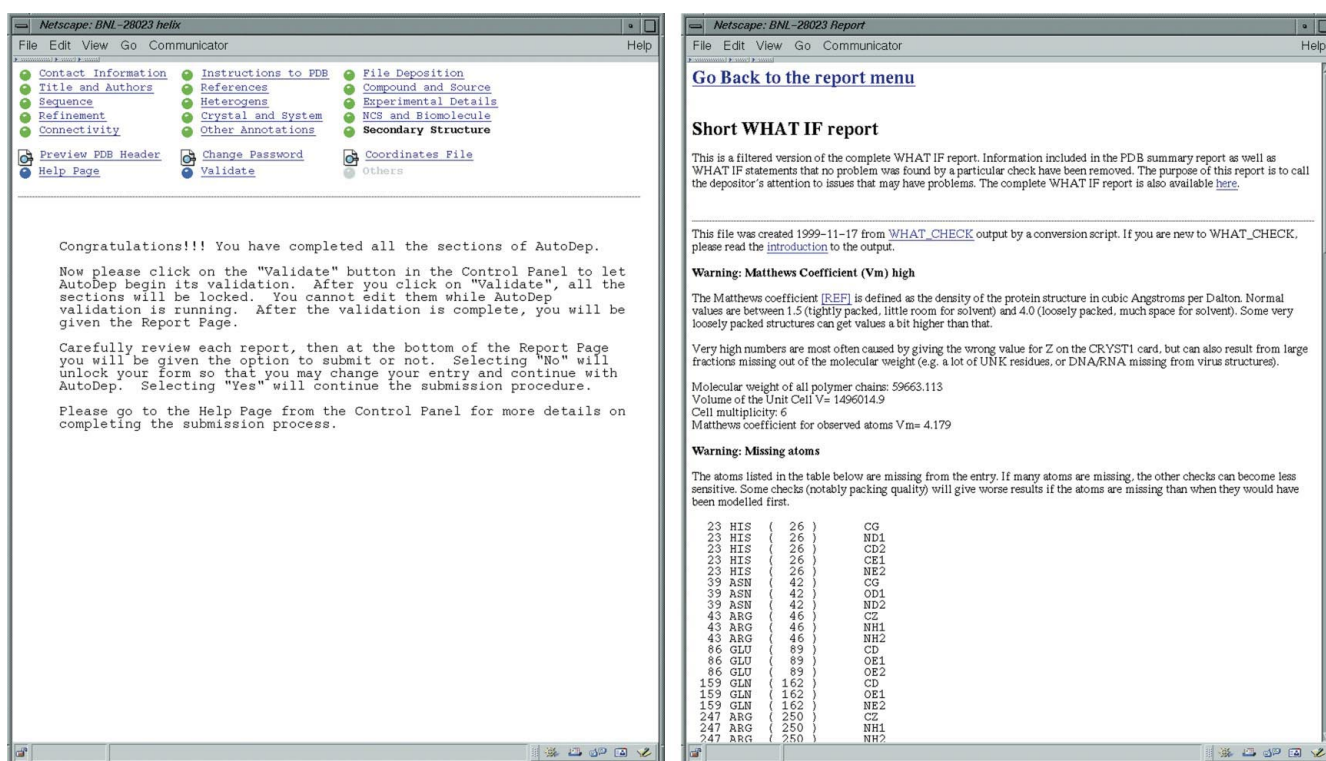 Netscape: BNL-28023 helix
File Edit View Go Communicator Help
Contact Information Instructions to PDB File Deposition
Title and Authors References Compound and Source
Sequence Heterogens Experimental Details
Refinement Crystal and System NCS and Biomolecule
Connectivity Other Annotations Secondary Structure
Preview PDB Header Change Password Coordinates File
Help Page Validate Others
Congratulations!!! You have completed all the sections of AutoDep.
Now please click on the "Validate" button in the Control Panel to let
AutoDep begin its validation. After you click on "Validate", all the
sections will be locked. You cannot edit them while AutoDep
validation is running. After the validation is complete, you will be
given the Report Page.
Carefully review each report, then at the bottom of the Report Page
you will be given the option to submit or not. Selecting "No" will
unlock your form so that you may change your entry and continue with
AutoDep. Selecting "Yes" will continue the submission procedure.
Please go to the Help Page from the Control Panel for more details on
completing the submission process.
Netscape: BNL-28023 Report
File Edit View Go Communicator Help
Go Back to the report menu
Short WHAT IF report
This is a filtered version of the complete WHAT IF report. Information included in the PDB summary report as well as
WHAT IF statements that no problem was found by a particular check have been removed. The purpose of this report is to call
the depositor's attention to issues that may have problems. The complete WHAT IF report is also available here.
This file was created 1999-11-17 from WHAT_CHECK output by a conversion script. If you are new to WHAT_CHECK,
please read the introduction to the output.
Warning: Matthews Coefficient (Vm) high
The Matthews coefficient [REF] is defined as the density of the protein structure in cubic Angstroms per Dalton. Normal
values are between 1.5 (tightly packed, little room for solvent) and 4.0 (loosely packed, much space for solvent). Some very
loosely packed structures can get values a bit higher than that.
Very high numbers are most often caused by giving the wrong value for Z on the CRYST1 card, but can also result from large
fractions missing out of the molecular weight (e.g. a lot of UNK residues, or DNA/RNA missing from virus structures).
Molecular weight of all polymer chains: 59663.113
Volume of the Unit Cell V= 1496014.9
Cell multiplicity: 6
Matthews coefficient for observed atoms Vm= 4.179
Warning: Missing atoms
The atoms listed in the table below are missing from the entry. If many atoms are missing, the other checks can become less
sensitive. Some checks (notably packing quality) will give worse results if the atoms are missing than when they would have
been modelled first.
23 HIS ( 26 ) CG
23 HIS ( 26 ) ND1
23 HIS ( 26 ) CD2
23 HIS ( 26 ) CE1
23 HIS ( 26 ) NE2
39 ASN ( 42 ) CG
39 ASN ( 42 ) OD1
39 ASN ( 42 ) ND2
43 ARG ( 46 ) CZ
43 ARG ( 46 ) NH1
43 ARG ( 46 ) NH2
86 GLU ( 89 ) CD
86 GLU ( 89 ) OE1
86 GLU ( 89 ) OE2
159 GLN ( 162 ) CD
159 GLN ( 162 ) OE1
159 GLN ( 162 ) NE2
247 ARG ( 250 ) CZ
247 ARG ( 250 ) NH1
247 ARG ( 250 ) NH2